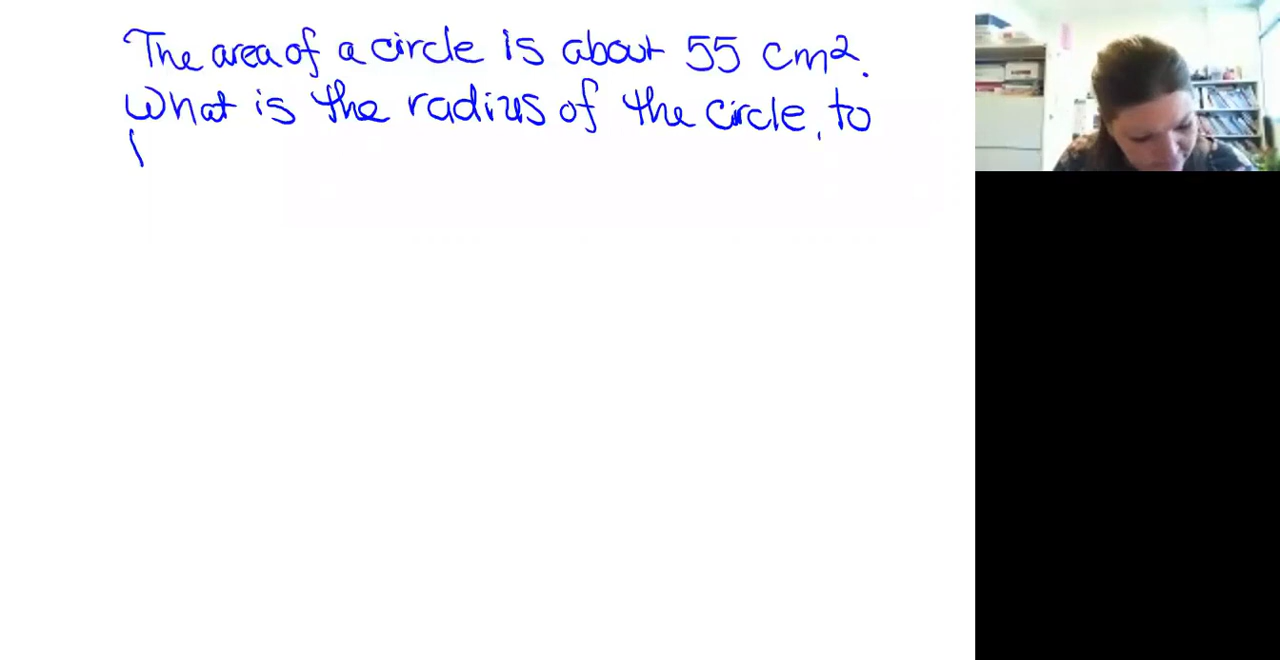 The area of a circle is about 55 cm².
What is the radius of the circle, to